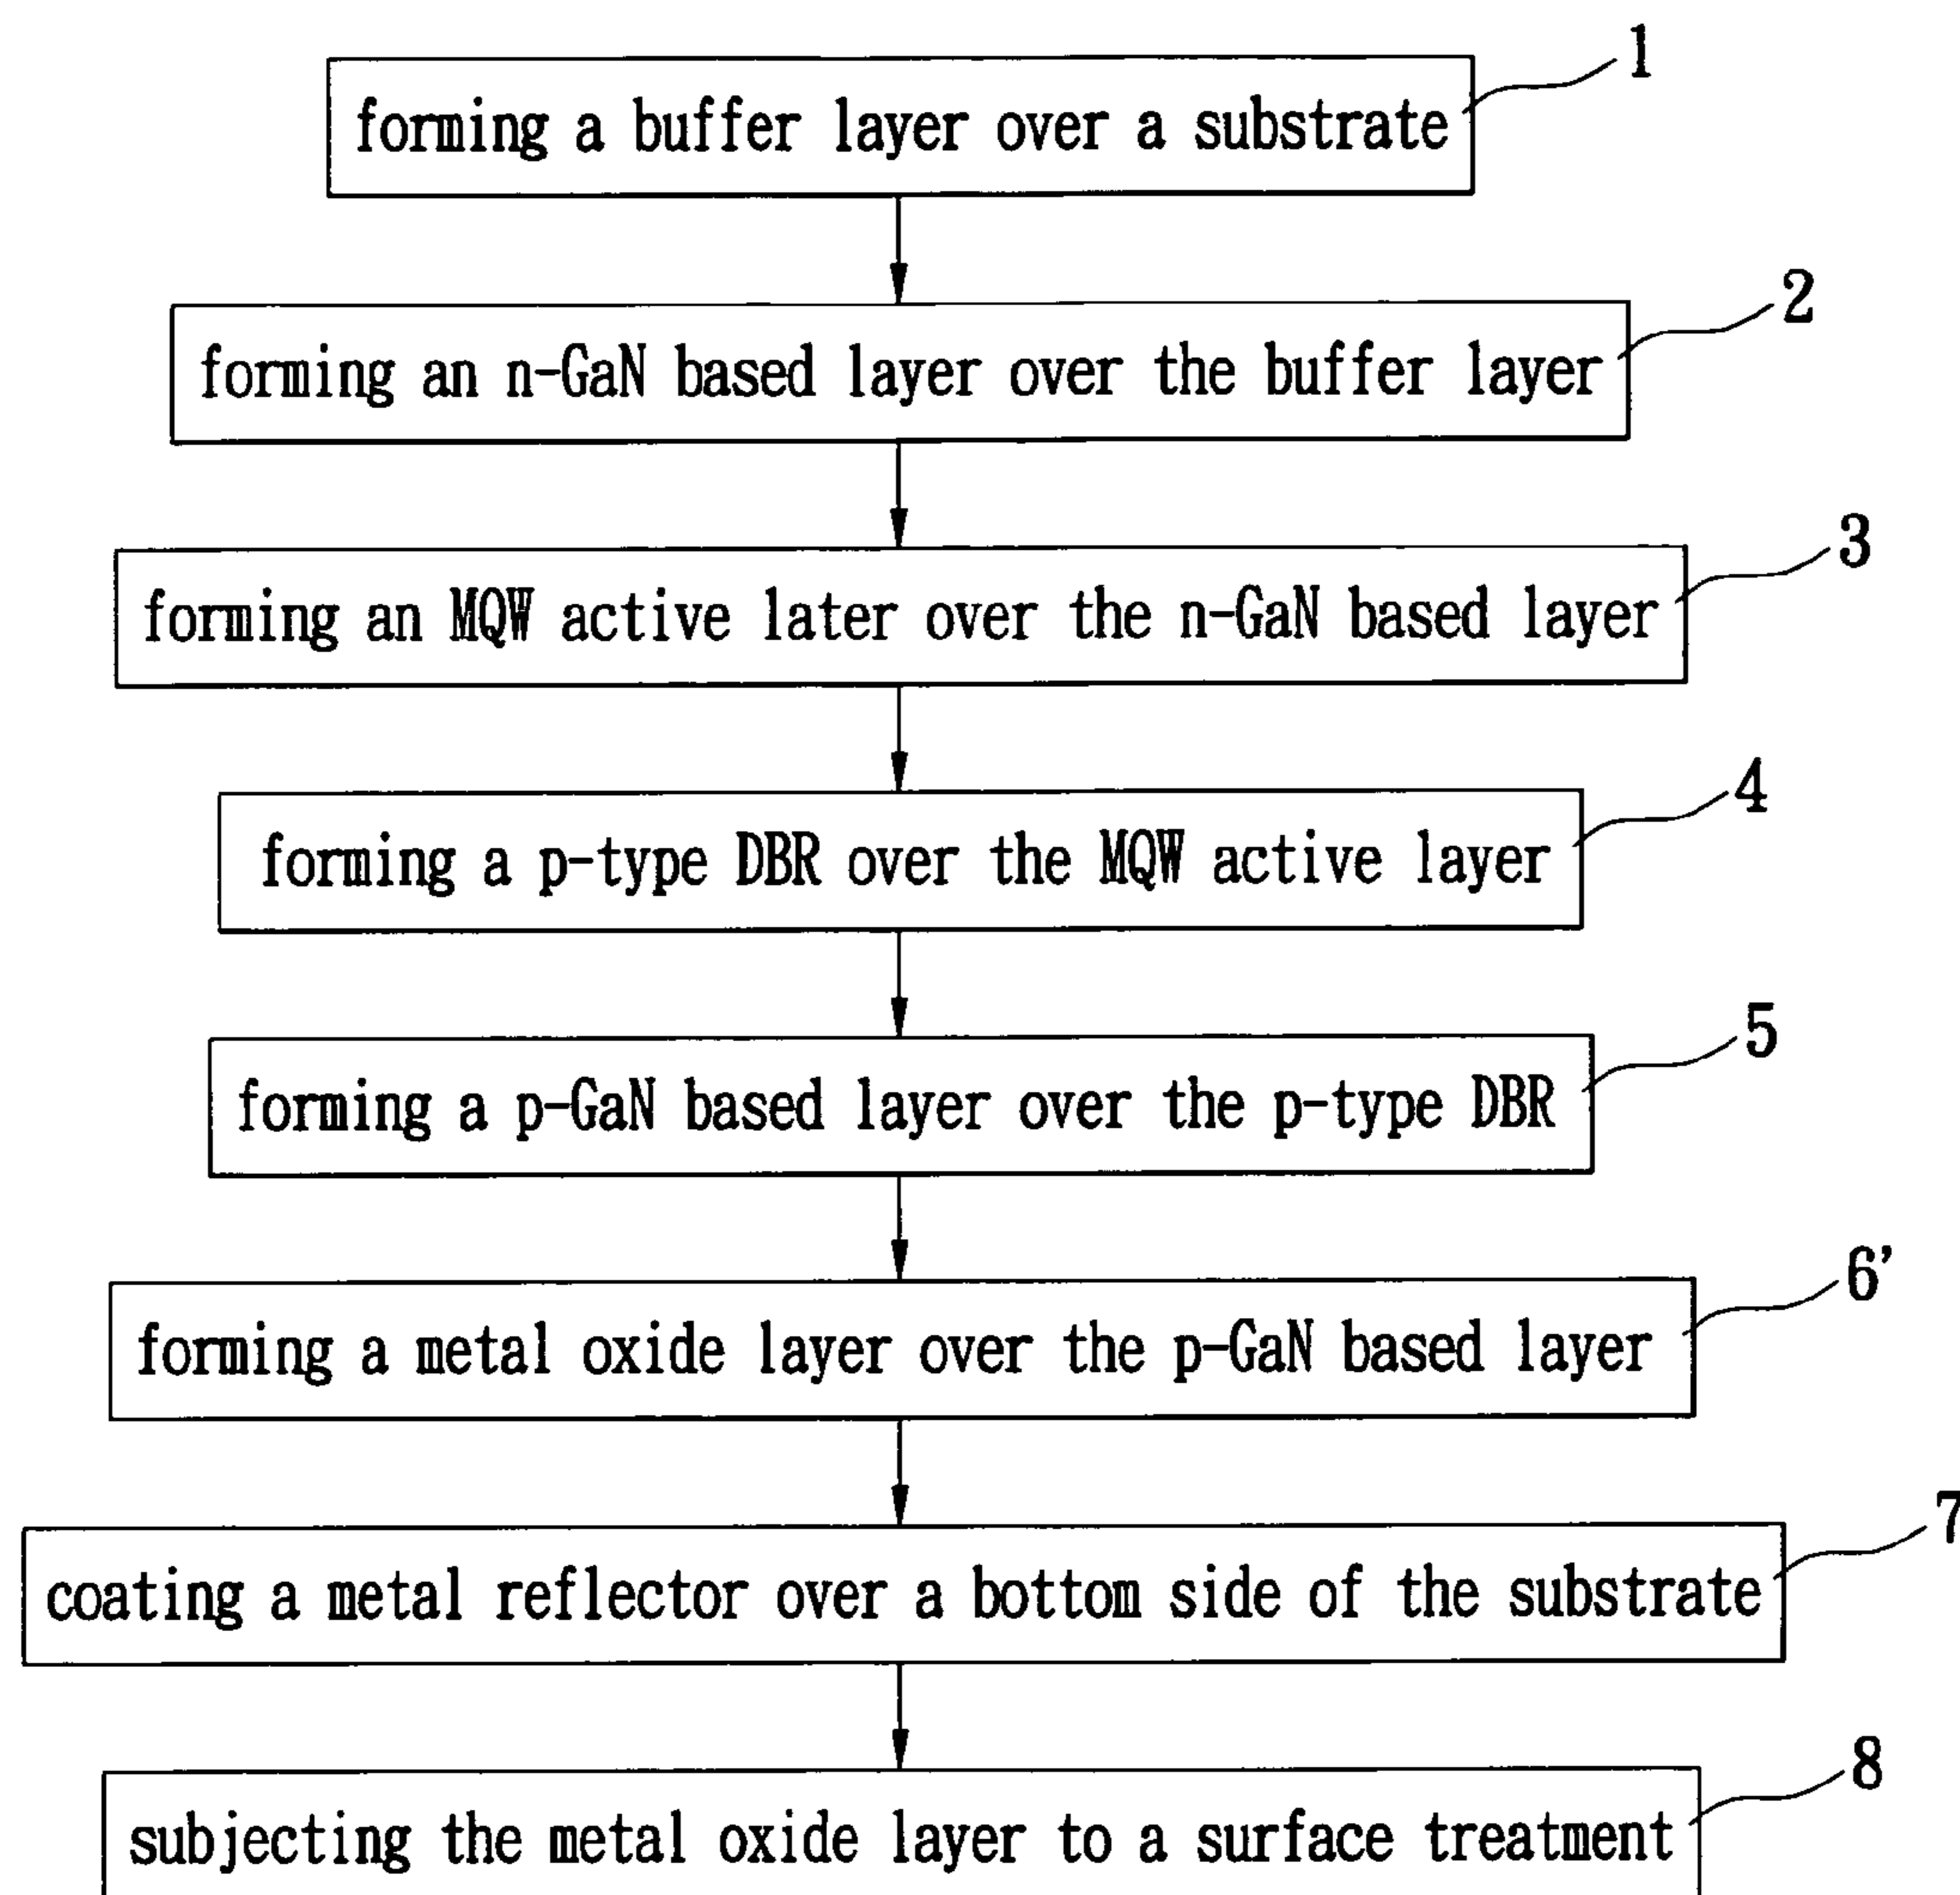 1
forming a buffer layer over a substrate
2
forming an n-GaN based layer over the buffer layer
3
forming an MQW active later over the n-GaN based layer
4
forming a p-type DBR over the MQW active layer
5
forming a p-GaN based layer over the p-type DBR
6’
forming a metal oxide layer over the p-GaN based layer
7
coating a metal reflector over a bottom side of the substrate
8
subjecting the metal oxide layer to a surface treatment